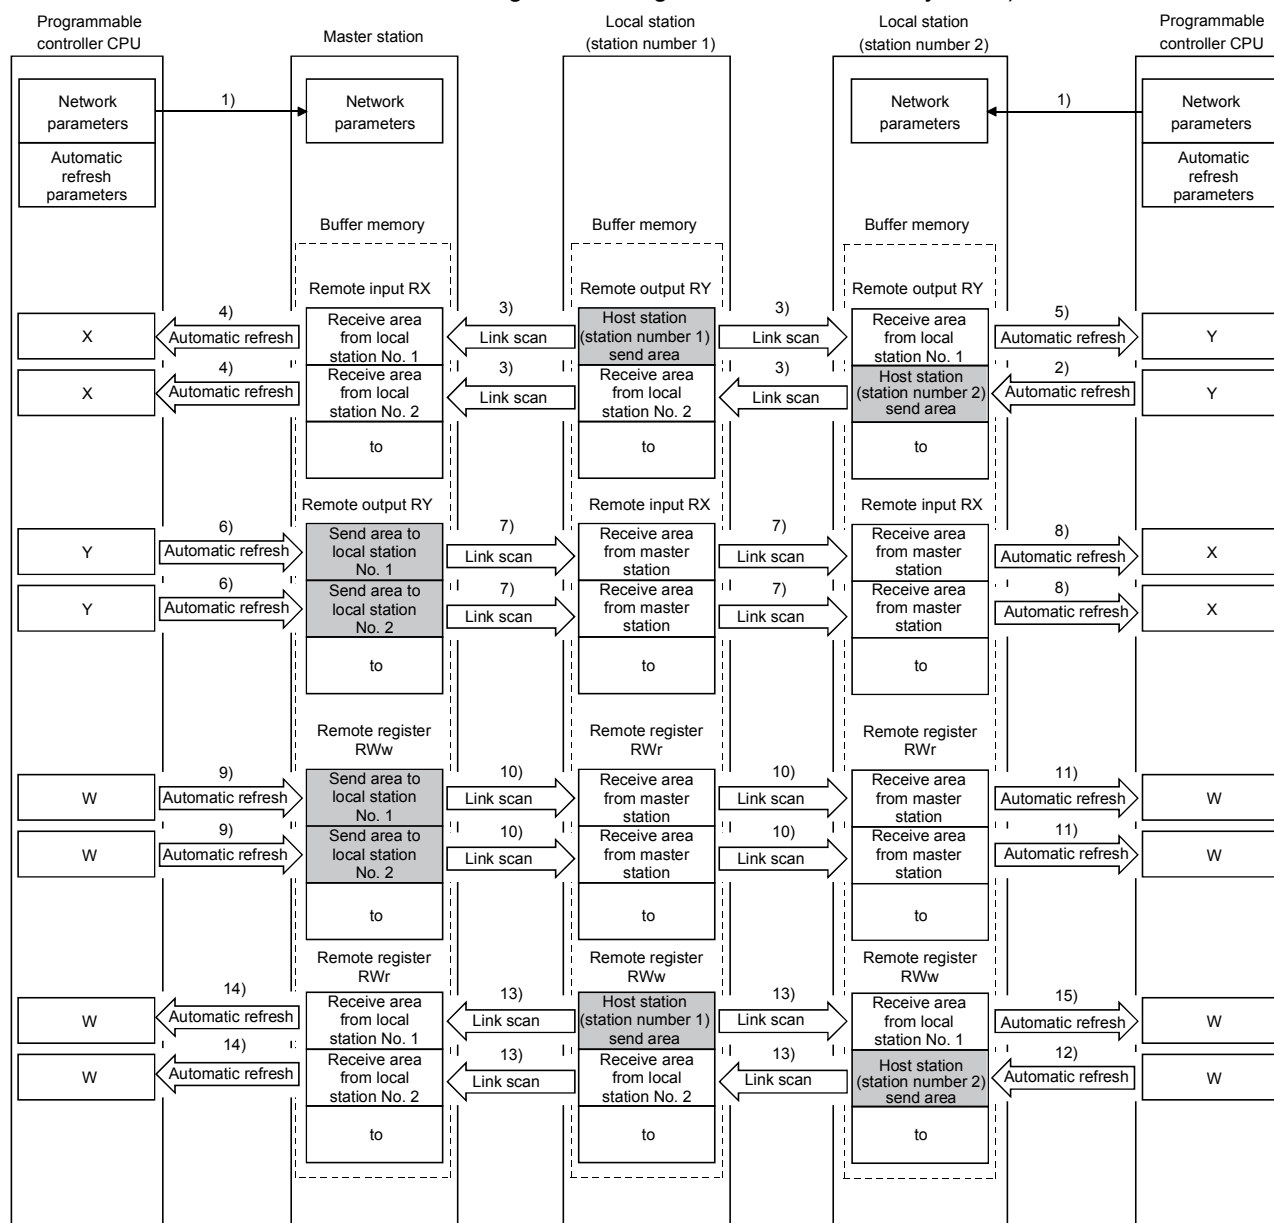 Programmable
controller CPU
Master station
Local station
(station number 1)
Local station
(station number 2)
Programmable
controller CPU
Network
parameters
1)
Network
parameters
Network
parameters
1)
Network
parameters
Automatic
refresh
parameters
Automatic
refresh
parameters
Buffer memory
Buffer memory
Buffer memory
Remote input RX
Remote output RY
Remote output RY
X
4)
Automatic refresh
Receive area
from local
station No. 1
3)
Link scan
Host station
(station number 1)
send area
3)
Link scan
Receive area
from local
station No. 1
5)
Automatic refresh
Y
X
4)
Automatic refresh
Receive area
from local
station No. 2
3)
Link scan
Receive area
from local
station No. 2
3)
Link scan
Host station
(station number 2)
send area
2)
Automatic refresh
Y
to
to
to
Remote output RY
Remote input RX
Remote input RX
Y
6)
Automatic refresh
Send area to
local station
No. 1
7)
Link scan
Receive area
from master
station
7)
Link scan
Receive area
from master
station
8)
Automatic refresh
X
Y
6)
Automatic refresh
Send area to
local station
No. 2
7)
Link scan
Receive area
from master
station
7)
Link scan
Receive area
from master
station
8)
Automatic refresh
X
to
to
to
Remote register
RWw
Remote register
RWr
Remote register
RWr
W
9)
Automatic refresh
Send area to
local station
No. 1
10)
Link scan
Receive area
from master
station
10)
Link scan
Receive area
from master
station
11)
Automatic refresh
W
W
9)
Automatic refresh
Send area to
local station
No. 2
10)
Link scan
Receive area
from master
station
10)
Link scan
Receive area
from master
station
11)
Automatic refresh
W
to
to
to
Remote register
RWr
Remote register
RWw
Remote register
RWw
W
14)
Automatic refresh
Receive area
from local
station No. 1
13)
Link scan
Host station
(station number 1)
send area
13)
Link scan
Receive area
from local
station No. 1
15)
Automatic refresh
W
W
14)
Automatic refresh
Receive area
from local
station No. 2
13)
Link scan
Receive area
from local
station No. 2
13)
Link scan
Host station
(station number 2)
send area
12)
Automatic refresh
W
to
to
to